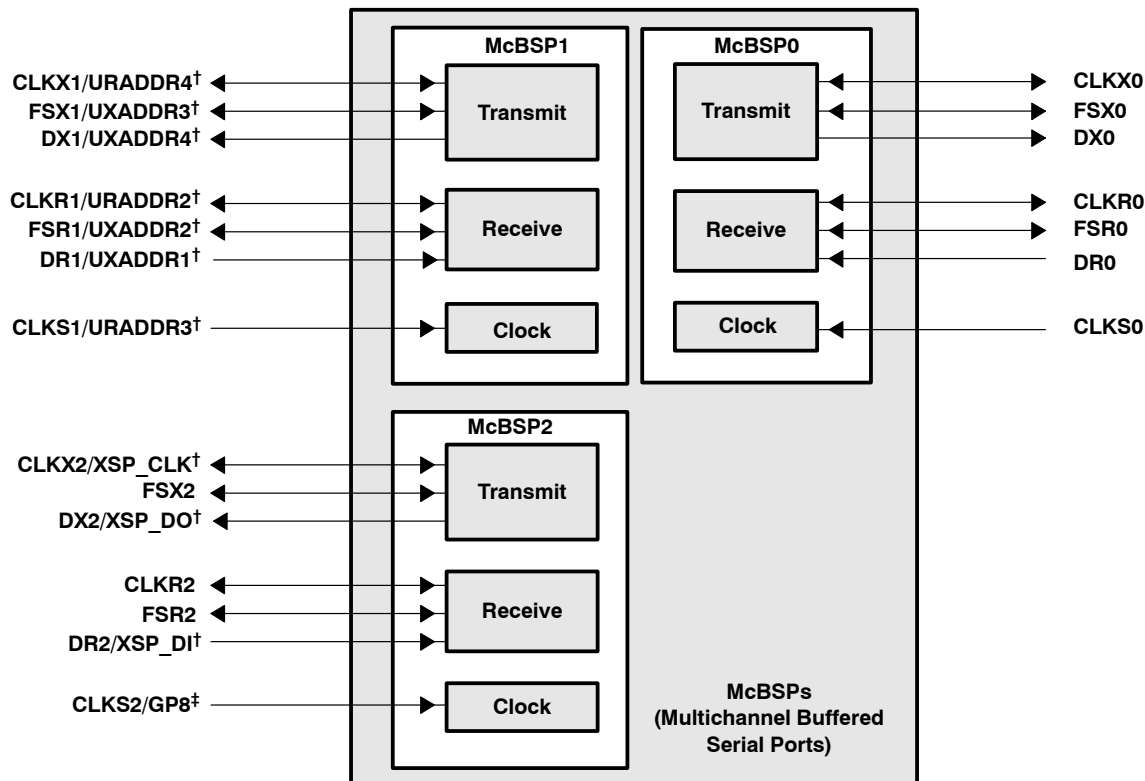 McBSP1
CLKX1/URADDR4†
FSX1/UXADDR3†
DX1/UXADDR4†
Transmit
CLKR1/URADDR2†
FSR1/UXADDR2†
DR1/UXADDR1†
Receive
CLKS1/URADDR3†
Clock
McBSP0
Transmit
CLKX0
FSX0
DX0
Receive
CLKR0
FSR0
DR0
Clock
CLKS0
McBSP2
CLKX2/XSP_CLK†
FSX2
DX2/XSP_DO†
Transmit
CLKR2
FSR2
DR2/XSP_DI†
Receive
CLKS2/GP8‡
Clock
McBSPs
(Multichannel Buffered
Serial Ports)